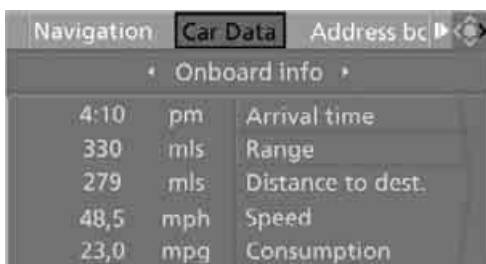 Navigation Car Data Address bc
Onboard info
4:10 pm Arrival time
330 mls Range
279 mls Distance to dest.
48,5 mph Speed
23,0 mpg Consumption